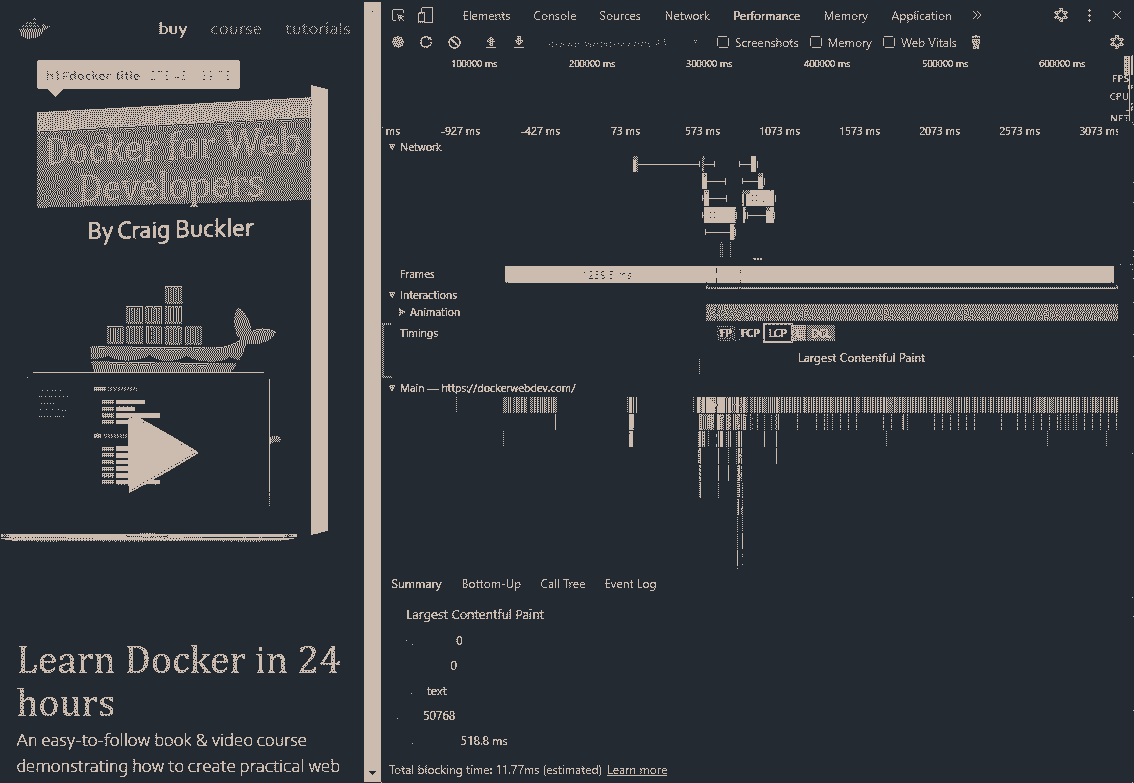 buy course tutorials
h1#docker title
Docker for Web
Developers
By Craig Buckler
Learn Docker in 24
hours
An easy-to-follow book & video course
demonstrating how to create practical web
Elements Console Sources Network Performance Memory Application
Screenshots Memory Web Vitals
100000 ms 200000 ms 300000 ms 400000 ms 500000 ms 600000 ms
FPS
CPU
NET
ms -927 ms -427 ms 73 ms 573 ms 1073 ms 1573 ms 2073 ms 2573 ms 3073 ms
Network
Frames
Interactions
Animation
Timings FP FCP LCP DCL
Largest Contentful Paint
Main — https://dockerwebdev.com/
Summary Bottom-Up Call Tree Event Log
Largest Contentful Paint
0
0
text
50768
518.8 ms
Total blocking time: 11.77ms (estimated) Learn more